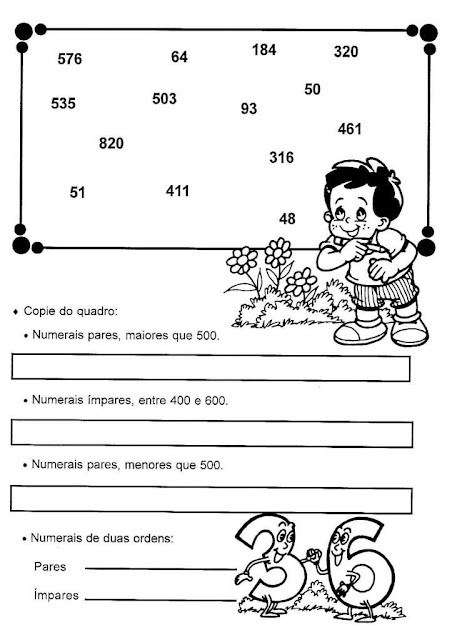 576 64 184 320
535 503 93 50
820 316 461
51 411 48
♦ Copie do quadro:
• Numerais pares, maiores que 500.
• Numerais ímpares, entre 400 e 600.
• Numerais pares, menores que 500.
• Numerais de duas ordens:
Pares
Ímpares
36